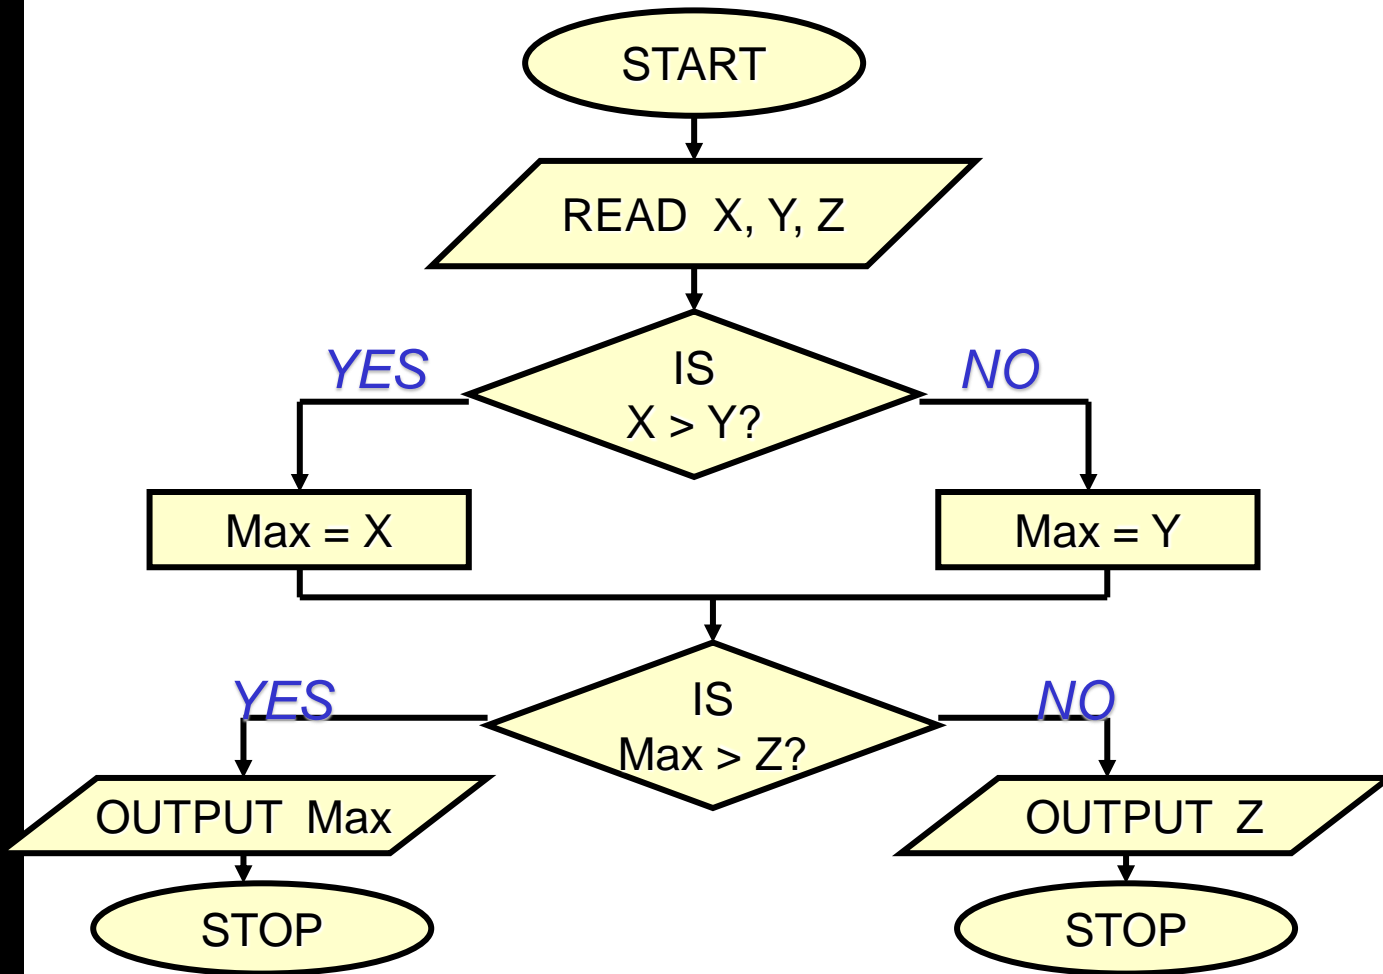 START
READ X, Y, Z
YES
IS
X > Y?
NO
Max = X
Max = Y
YES
IS
Max > Z?
NO
OUTPUT Max
OUTPUT Z
STOP
STOP